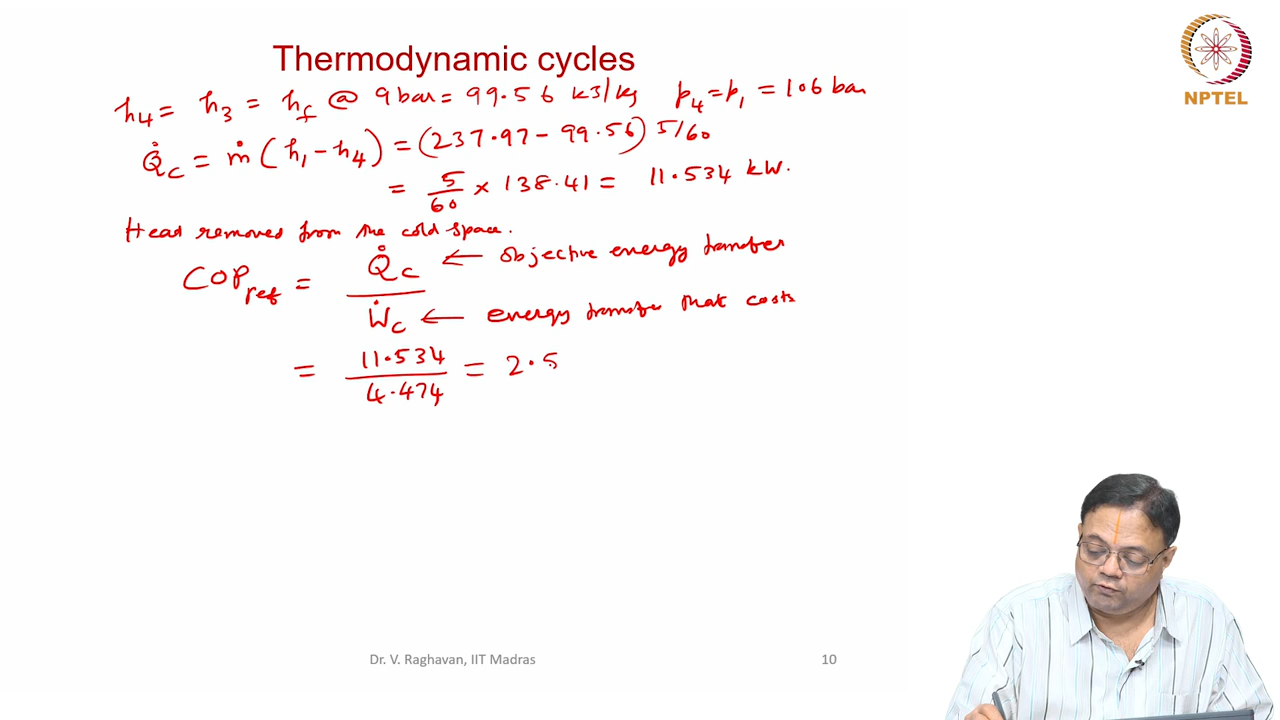 Thermodynamic cycles
NPTEL
h4 = h3 = hf @ 9 bar = 99.56 kJ/kg p4 = p1 = 1.06 bar
Q̇c = ṁ (h1 − h4) = (237.97 − 99.56) 5/60
= 5/60 × 138.41 = 11.534 kW.
Heat removed from the cold space.
COPref = Q̇c ← objective energy transfer
Ẇc ← energy transfer that costs
= 11.534/4.474 = 2.5
Dr. V. Raghavan, IIT Madras 10